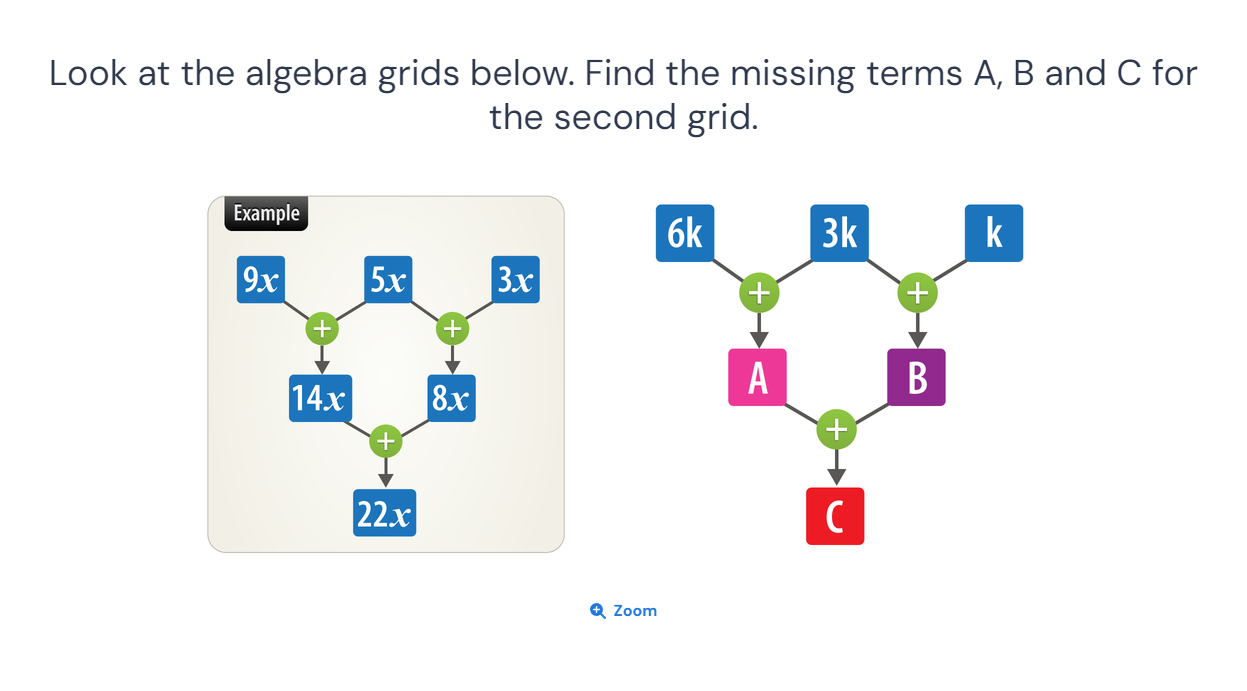 Look at the algebra grids below. Find the missing terms A, B and C for
the second grid.
Example
9x 5x 3x
+ +
14x 8x
+
22x
6k 3k k
+ +
A B
+
C
Zoom